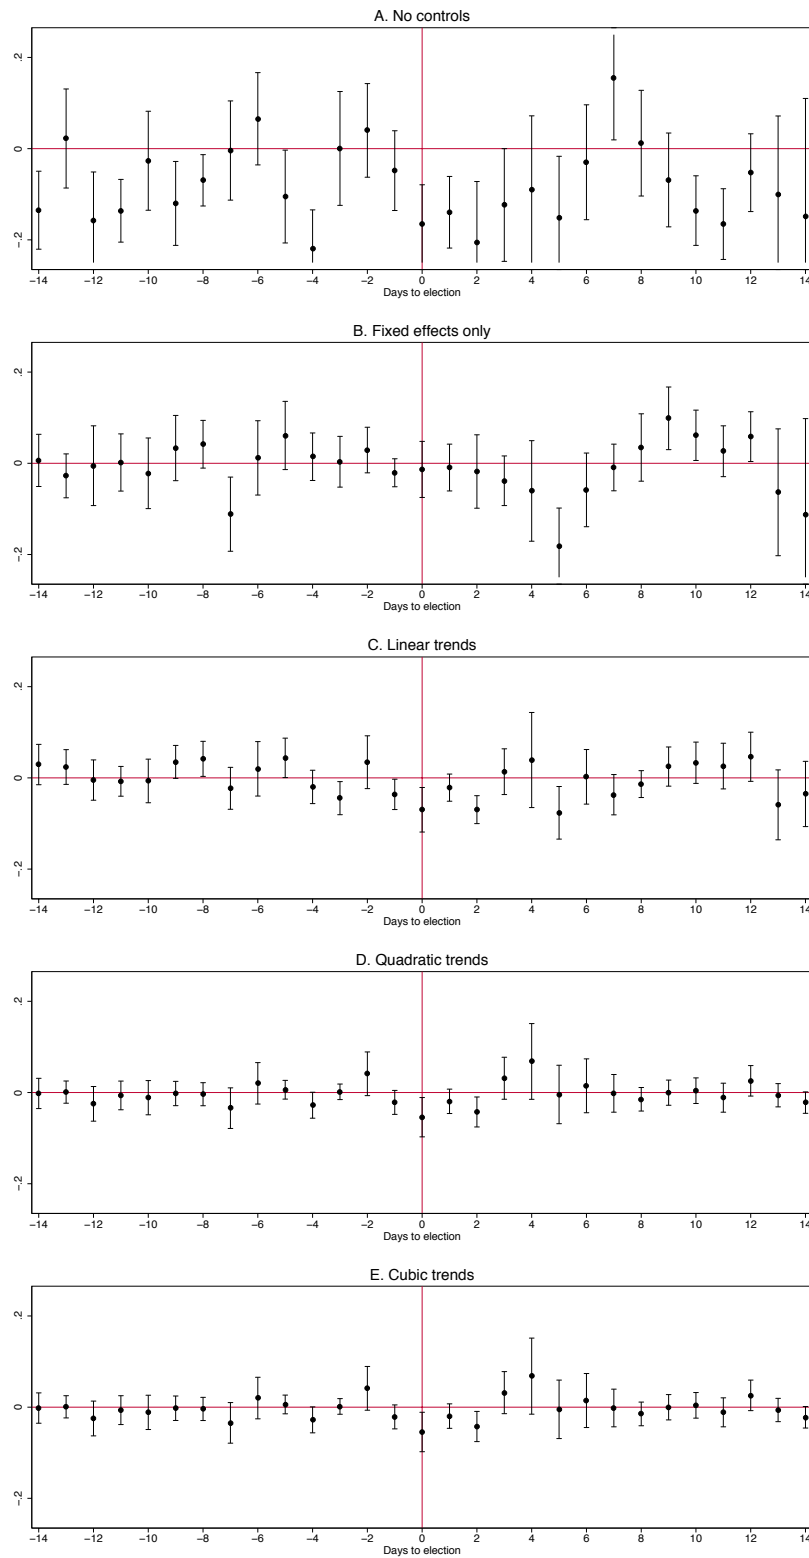 A. No controls
.2
0
-.2
−14 −12 −10 −8 −6 −4 −2 0 2 4 6 8 10 12 14
Days to election
B. Fixed effects only
.2
0
-.2
−14 −12 −10 −8 −6 −4 −2 0 2 4 6 8 10 12 14
Days to election
C. Linear trends
.2
0
-.2
−14 −12 −10 −8 −6 −4 −2 0 2 4 6 8 10 12 14
Days to election
D. Quadratic trends
.2
0
-.2
−14 −12 −10 −8 −6 −4 −2 0 2 4 6 8 10 12 14
Days to election
E. Cubic trends
.2
0
-.2
−14 −12 −10 −8 −6 −4 −2 0 2 4 6 8 10 12 14
Days to election